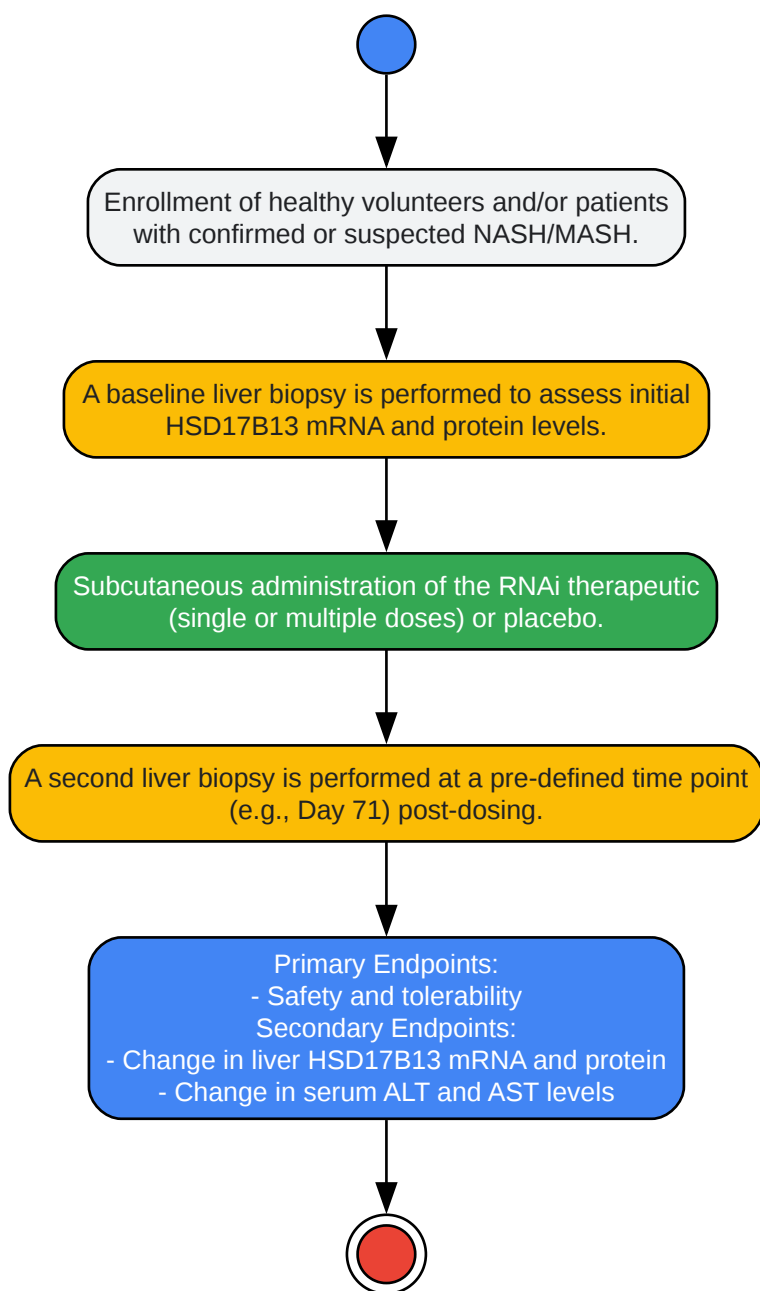 Enrollment of healthy volunteers and/or patients
with confirmed or suspected NASH/MASH.
A baseline liver biopsy is performed to assess initial
HSD17B13 mRNA and protein levels.
Subcutaneous administration of the RNAi therapeutic
(single or multiple doses) or placebo.
A second liver biopsy is performed at a pre-defined time point
(e.g., Day 71) post-dosing.
Primary Endpoints:
- Safety and tolerability
Secondary Endpoints:
- Change in liver HSD17B13 mRNA and protein
- Change in serum ALT and AST levels